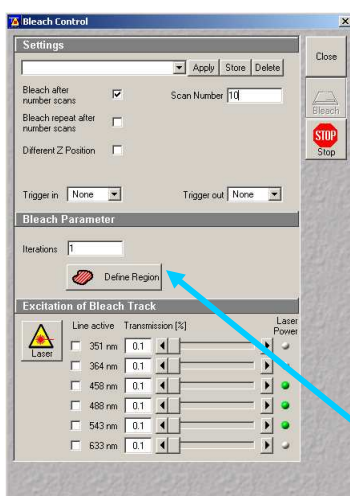 Bleach Control
Settings
Close
Apply Store Delete
Bleach after number scans
Scan Number 10
Bleach
Bleach repeat after number scans
STOP
Stop
Different Z Position
Trigger in None
Trigger out None
Bleach Parameter
Iterations 1
Define Region
Excitation of Bleach Track
Laser
Line active Transmission [%] Laser Power
351 nm 0.1
364 nm 0.1
458 nm 0.1
488 nm 0.1
543 nm 0.1
633 nm 0.1